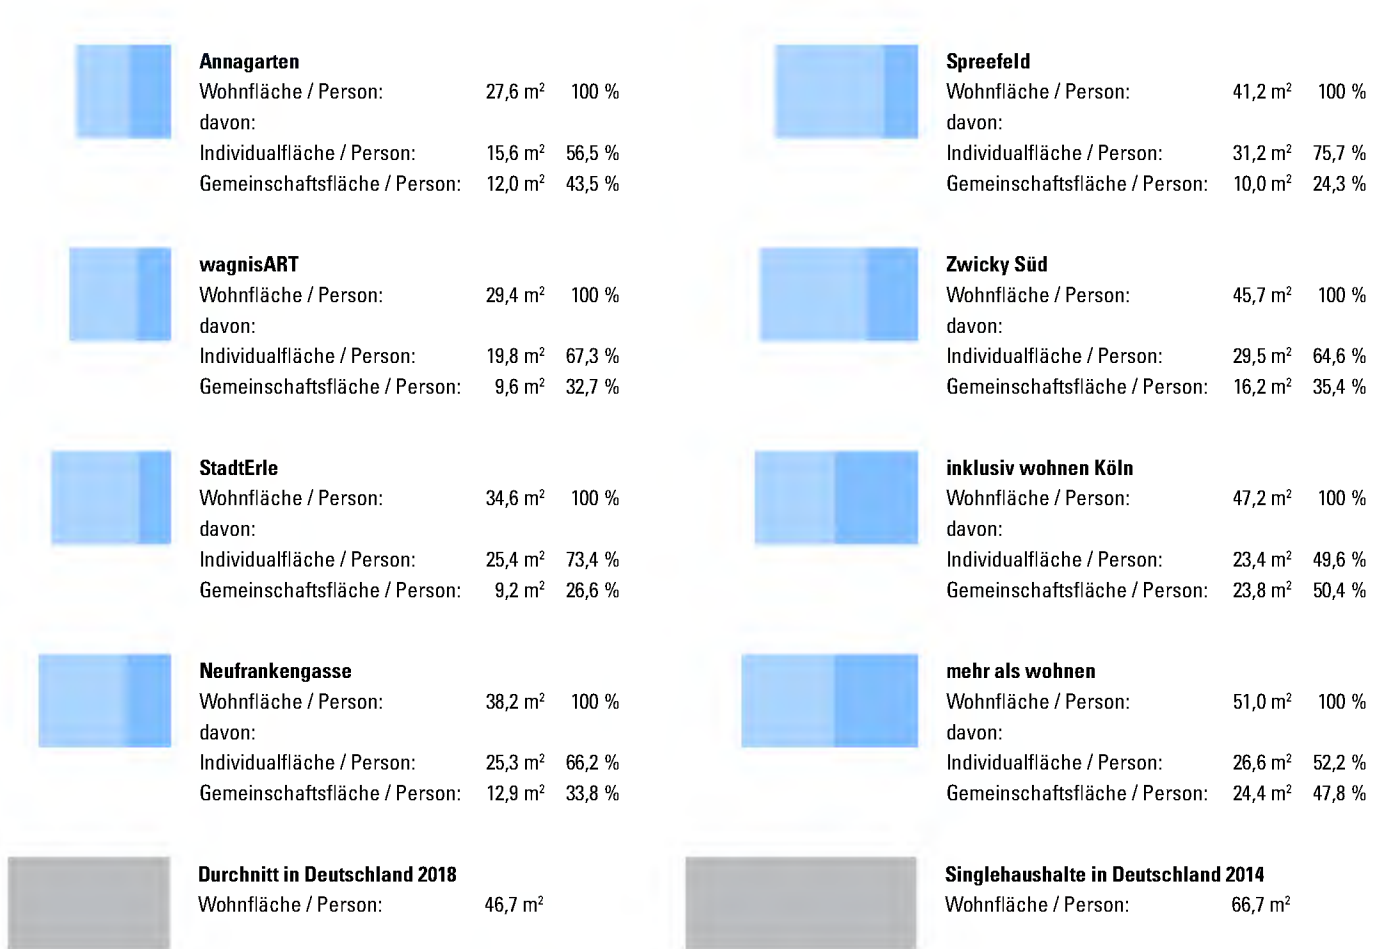 Annagarten
Wohnfläche / Person: 27,6 m² 100 %
davon:
Individualfläche / Person: 15,6 m² 56,5 %
Gemeinschaftsfläche / Person: 12,0 m² 43,5 %
wagnisART
Wohnfläche / Person: 29,4 m² 100 %
davon:
Individualfläche / Person: 19,8 m² 67,3 %
Gemeinschaftsfläche / Person: 9,6 m² 32,7 %
StadtErle
Wohnfläche / Person: 34,6 m² 100 %
davon:
Individualfläche / Person: 25,4 m² 73,4 %
Gemeinschaftsfläche / Person: 9,2 m² 26,6 %
Neufrankengasse
Wohnfläche / Person: 38,2 m² 100 %
davon:
Individualfläche / Person: 25,3 m² 66,2 %
Gemeinschaftsfläche / Person: 12,9 m² 33,8 %
Durchnitt in Deutschland 2018
Wohnfläche / Person: 46,7 m²
Spreefeld
Wohnfläche / Person: 41,2 m² 100 %
davon:
Individualfläche / Person: 31,2 m² 75,7 %
Gemeinschaftsfläche / Person: 10,0 m² 24,3 %
Zwicky Süd
Wohnfläche / Person: 45,7 m² 100 %
davon:
Individualfläche / Person: 29,5 m² 64,6 %
Gemeinschaftsfläche / Person: 16,2 m² 35,4 %
inklusiv wohnen Köln
Wohnfläche / Person: 47,2 m² 100 %
davon:
Individualfläche / Person: 23,4 m² 49,6 %
Gemeinschaftsfläche / Person: 23,8 m² 50,4 %
mehr als wohnen
Wohnfläche / Person: 51,0 m² 100 %
davon:
Individualfläche / Person: 26,6 m² 52,2 %
Gemeinschaftsfläche / Person: 24,4 m² 47,8 %
Singlehaushalte in Deutschland 2014
Wohnfläche / Person: 66,7 m²